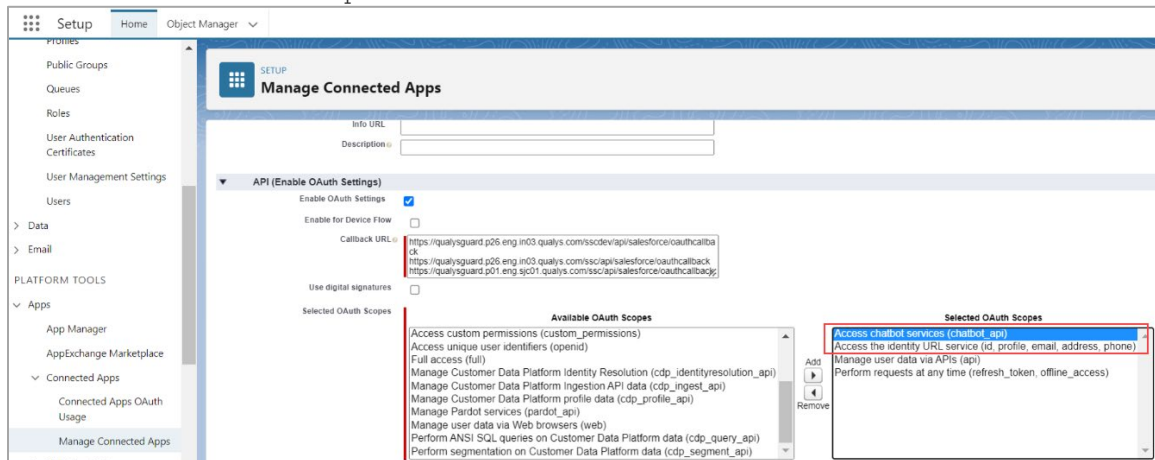 Setup
Home
Object Manager
Profiles
Public Groups
Queues
Roles
User Authentication
Certificates
User Management Settings
Users
Data
Email
PLATFORM TOOLS
Apps
App Manager
AppExchange Marketplace
Connected Apps
Connected Apps OAuth
Usage
Manage Connected Apps
SETUP
Manage Connected Apps
Info URL
Description
API (Enable OAuth Settings)
Enable OAuth Settings
Enable for Device Flow
Callback URL
https://qualysguard.p26.eng.in03.qualys.com/sscdev/api/salesforce/oauthcallba
ck
https://qualysguard.p26.eng.in03.qualys.com/ssc/api/salesforce/oauthcallback
https://qualysguard.p01.eng.sjc01.qualys.com/ssc/api/salesforce/oauthcallback
Use digital signatures
Selected OAuth Scopes
Available OAuth Scopes
Access custom permissions (custom_permissions)
Access unique user identifiers (openid)
Full access (full)
Manage Customer Data Platform Identity Resolution (cdp_identityresolution_api)
Manage Customer Data Platform Ingestion API data (cdp_ingest_api)
Manage Customer Data Platform profile data (cdp_profile_api)
Manage Pardot services (pardot_api)
Manage user data via Web browsers (web)
Perform ANSI SQL queries on Customer Data Platform data (cdp_query_api)
Perform segmentation on Customer Data Platform data (cdp_segment_api)
Add
Remove
Selected OAuth Scopes
Access chatbot services (chatbot_api)
Access the identity URL service (id, profile, email, address, phone)
Manage user data via APIs (api)
Perform requests at any time (refresh_token, offline_access)